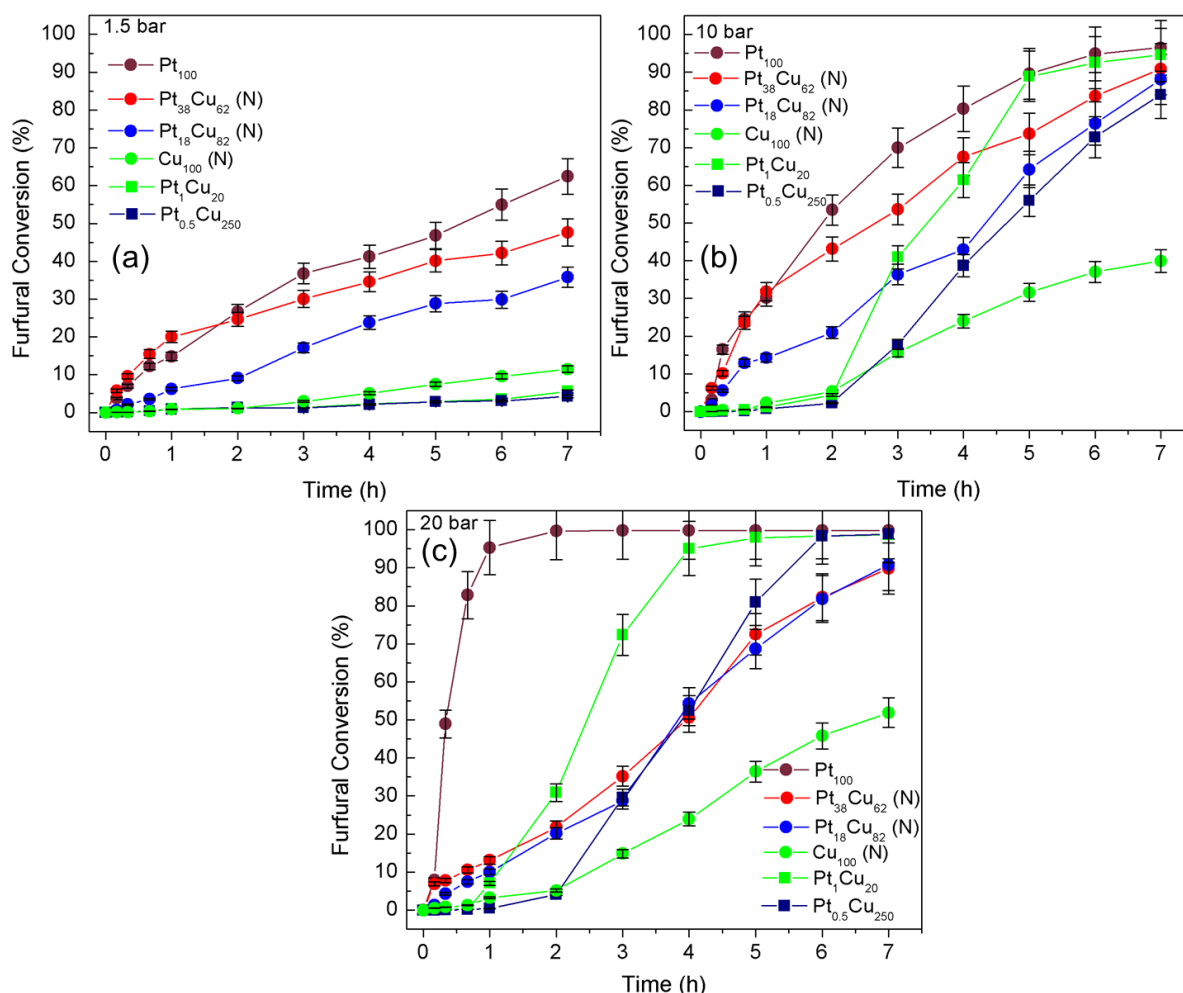 1.5 bar
(a)
Pt100
Pt38Cu62 (N)
Pt18Cu82 (N)
Cu100 (N)
Pt1Cu20
Pt0.5Cu250
Furfural Conversion (%)
100
90
80
70
60
50
40
30
20
10
0
0 1 2 3 4 5 6 7
Time (h)
10 bar
(b)
Pt100
Pt38Cu62 (N)
Pt18Cu82 (N)
Cu100 (N)
Pt1Cu20
Pt0.5Cu250
Furfural Conversion (%)
100
90
80
70
60
50
40
30
20
10
0
0 1 2 3 4 5 6 7
Time (h)
20 bar
(c)
Pt100
Pt38Cu62 (N)
Pt18Cu82 (N)
Cu100 (N)
Pt1Cu20
Pt0.5Cu250
Furfural Conversion (%)
100
90
80
70
60
50
40
30
20
10
0
0 1 2 3 4 5 6 7
Time (h)